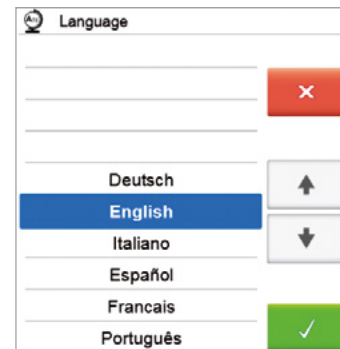 Language
Deutsch
English
Italiano
Español
Francais
Português